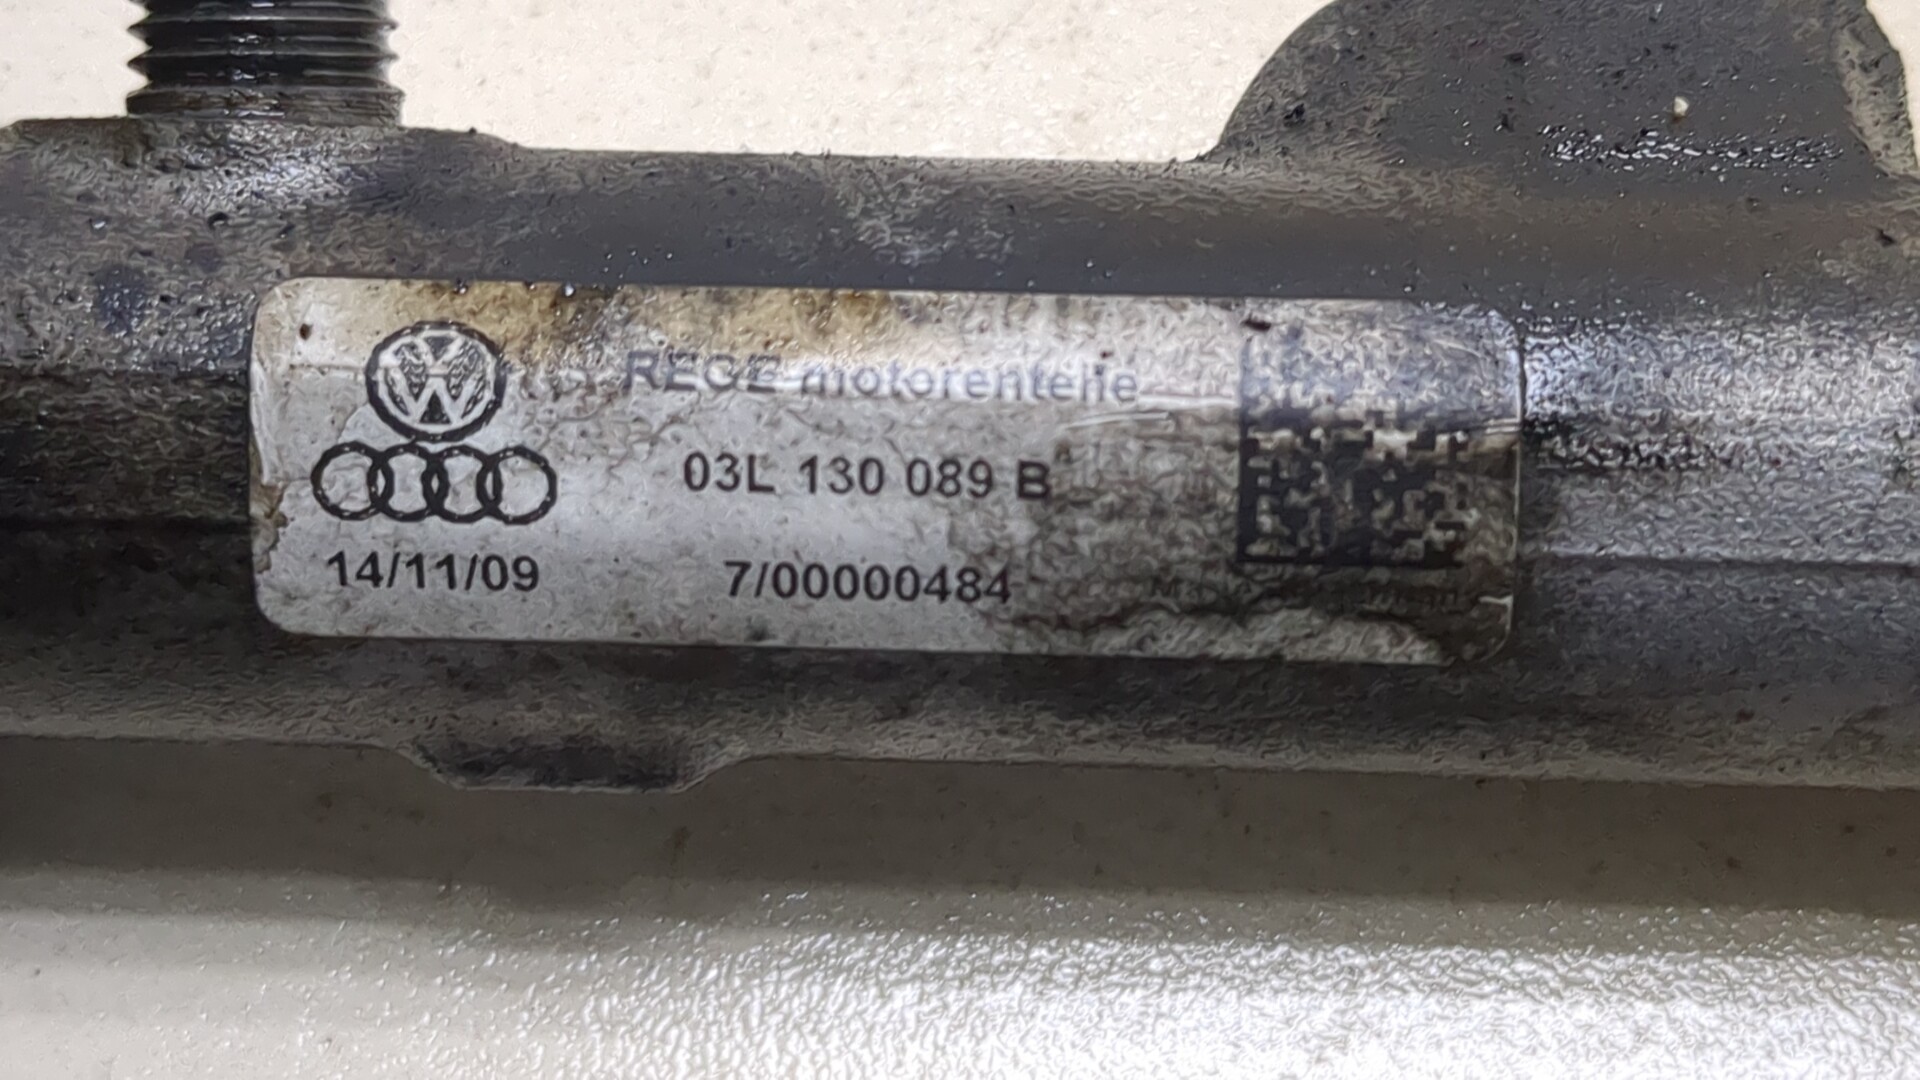 REGE motorenteile
03L 130 089 B
14/11/09 7/00000484